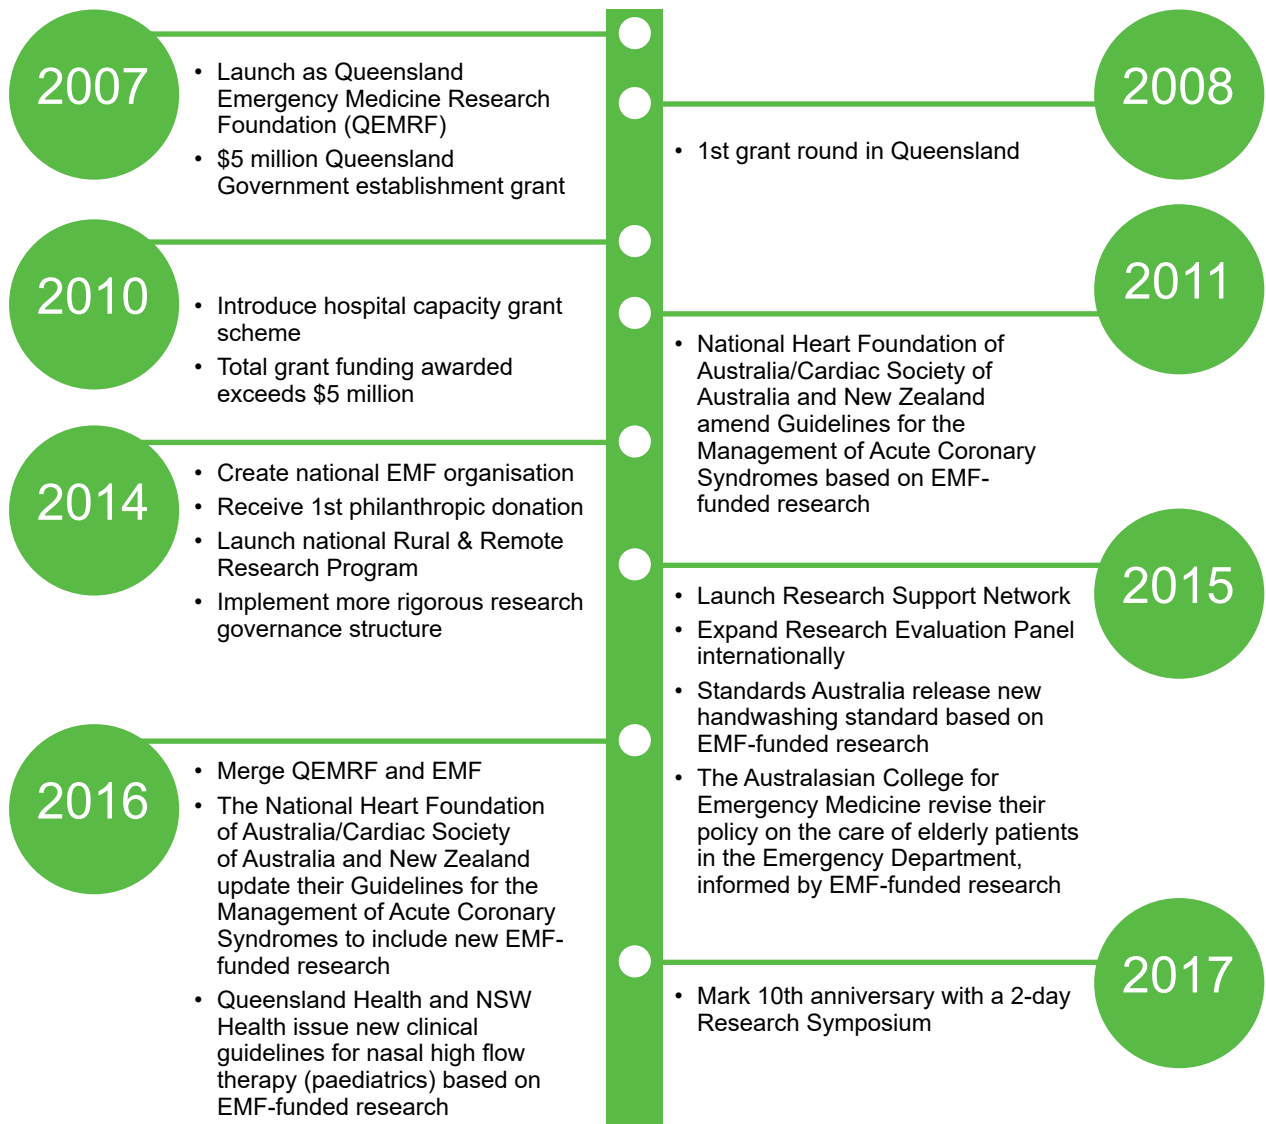 2007
• Launch as Queensland
Emergency Medicine Research
Foundation (QEMRF)
• $5 million Queensland
Government establishment grant
2008
• 1st grant round in Queensland
2010
• Introduce hospital capacity grant
scheme
• Total grant funding awarded
exceeds $5 million
2011
• National Heart Foundation of
Australia/Cardiac Society of
Australia and New Zealand
amend Guidelines for the
Management of Acute Coronary
Syndromes based on EMF-
funded research
2014
• Create national EMF organisation
• Receive 1st philanthropic donation
• Launch national Rural & Remote
Research Program
• Implement more rigorous research
governance structure
2015
• Launch Research Support Network
• Expand Research Evaluation Panel
internationally
• Standards Australia release new
handwashing standard based on
EMF-funded research
• The Australasian College for
Emergency Medicine revise their
policy on the care of elderly patients
in the Emergency Department,
informed by EMF-funded research
2016
• Merge QEMRF and EMF
• The National Heart Foundation
of Australia/Cardiac Society
of Australia and New Zealand
update their Guidelines for the
Management of Acute Coronary
Syndromes to include new EMF-
funded research
• Queensland Health and NSW
Health issue new clinical
guidelines for nasal high flow
therapy (paediatrics) based on
EMF-funded research
2017
• Mark 10th anniversary with a 2-day
Research Symposium